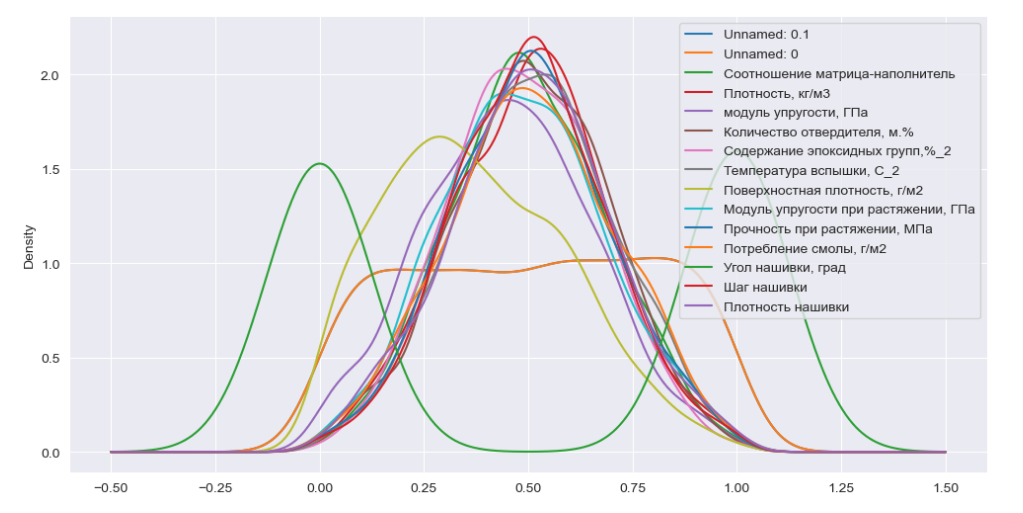 Density
2.0
1.5
1.0
0.5
0.0
−0.50 −0.25 0.00 0.25 0.50 0.75 1.00 1.25 1.50
Unnamed: 0.1
Unnamed: 0
Соотношение матрица-наполнитель
Плотность, кг/м3
модуль упругости, ГПа
Количество отвердителя, м.%
Содержание эпоксидных групп,%_2
Температура вспышки, С_2
Поверхностная плотность, г/м2
Модуль упругости при растяжении, ГПа
Прочность при растяжении, МПа
Потребление смолы, г/м2
Угол нашивки, град
Шаг нашивки
Плотность нашивки